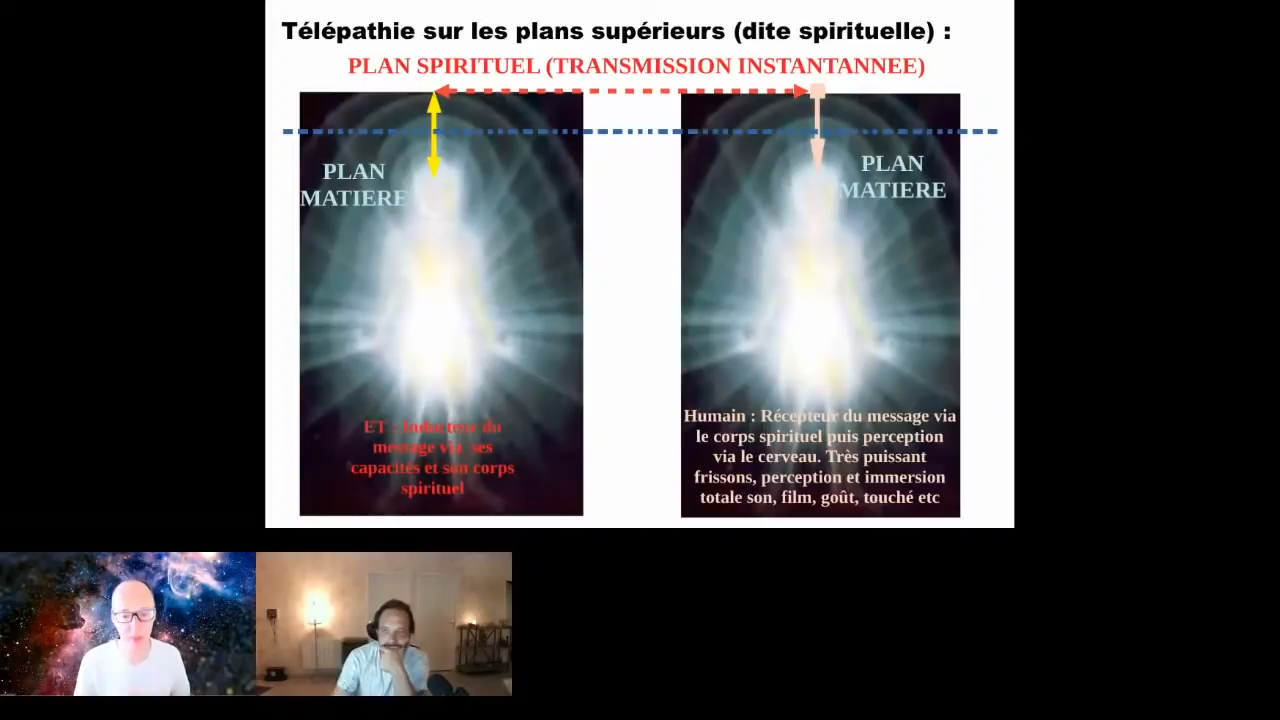 Télépathie sur les plans supérieurs (dite spirituelle) :
PLAN SPIRITUEL (TRANSMISSION INSTANTANNEE)
PLAN
MATIERE
PLAN
MATIERE
ET : Inducteur du
message via ses
capacités et son corps
spirituel
Humain : Récepteur du message via
le corps spirituel puis perception
via le cerveau. Très puissant
frissons, perception et immersion
totale son, film, goût, touché etc